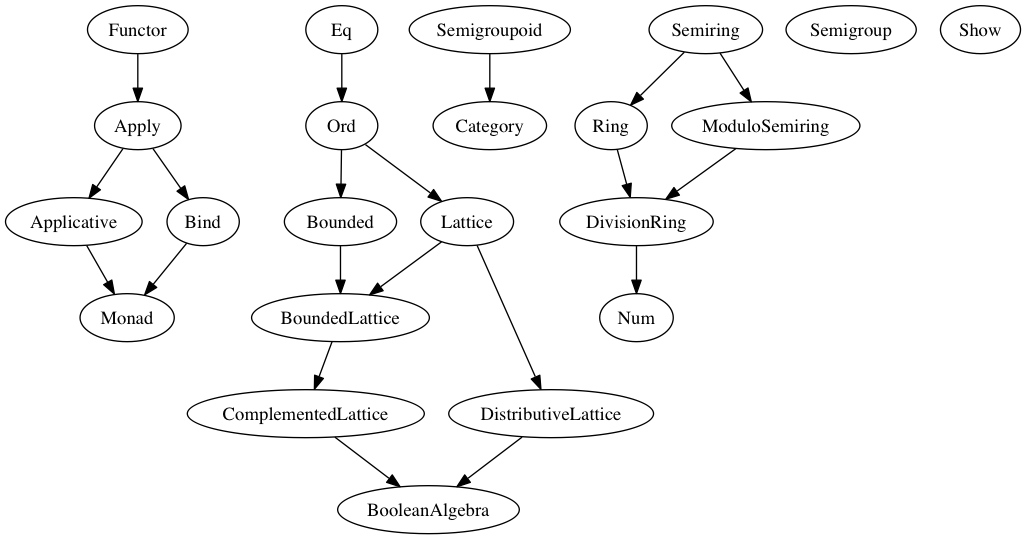 Functor
Eq
Semigroupoid
Semiring
Semigroup
Show
Apply
Ord
Category
Ring
ModuloSemiring
Applicative
Bind
Bounded
Lattice
DivisionRing
Monad
BoundedLattice
Num
ComplementedLattice
DistributiveLattice
BooleanAlgebra